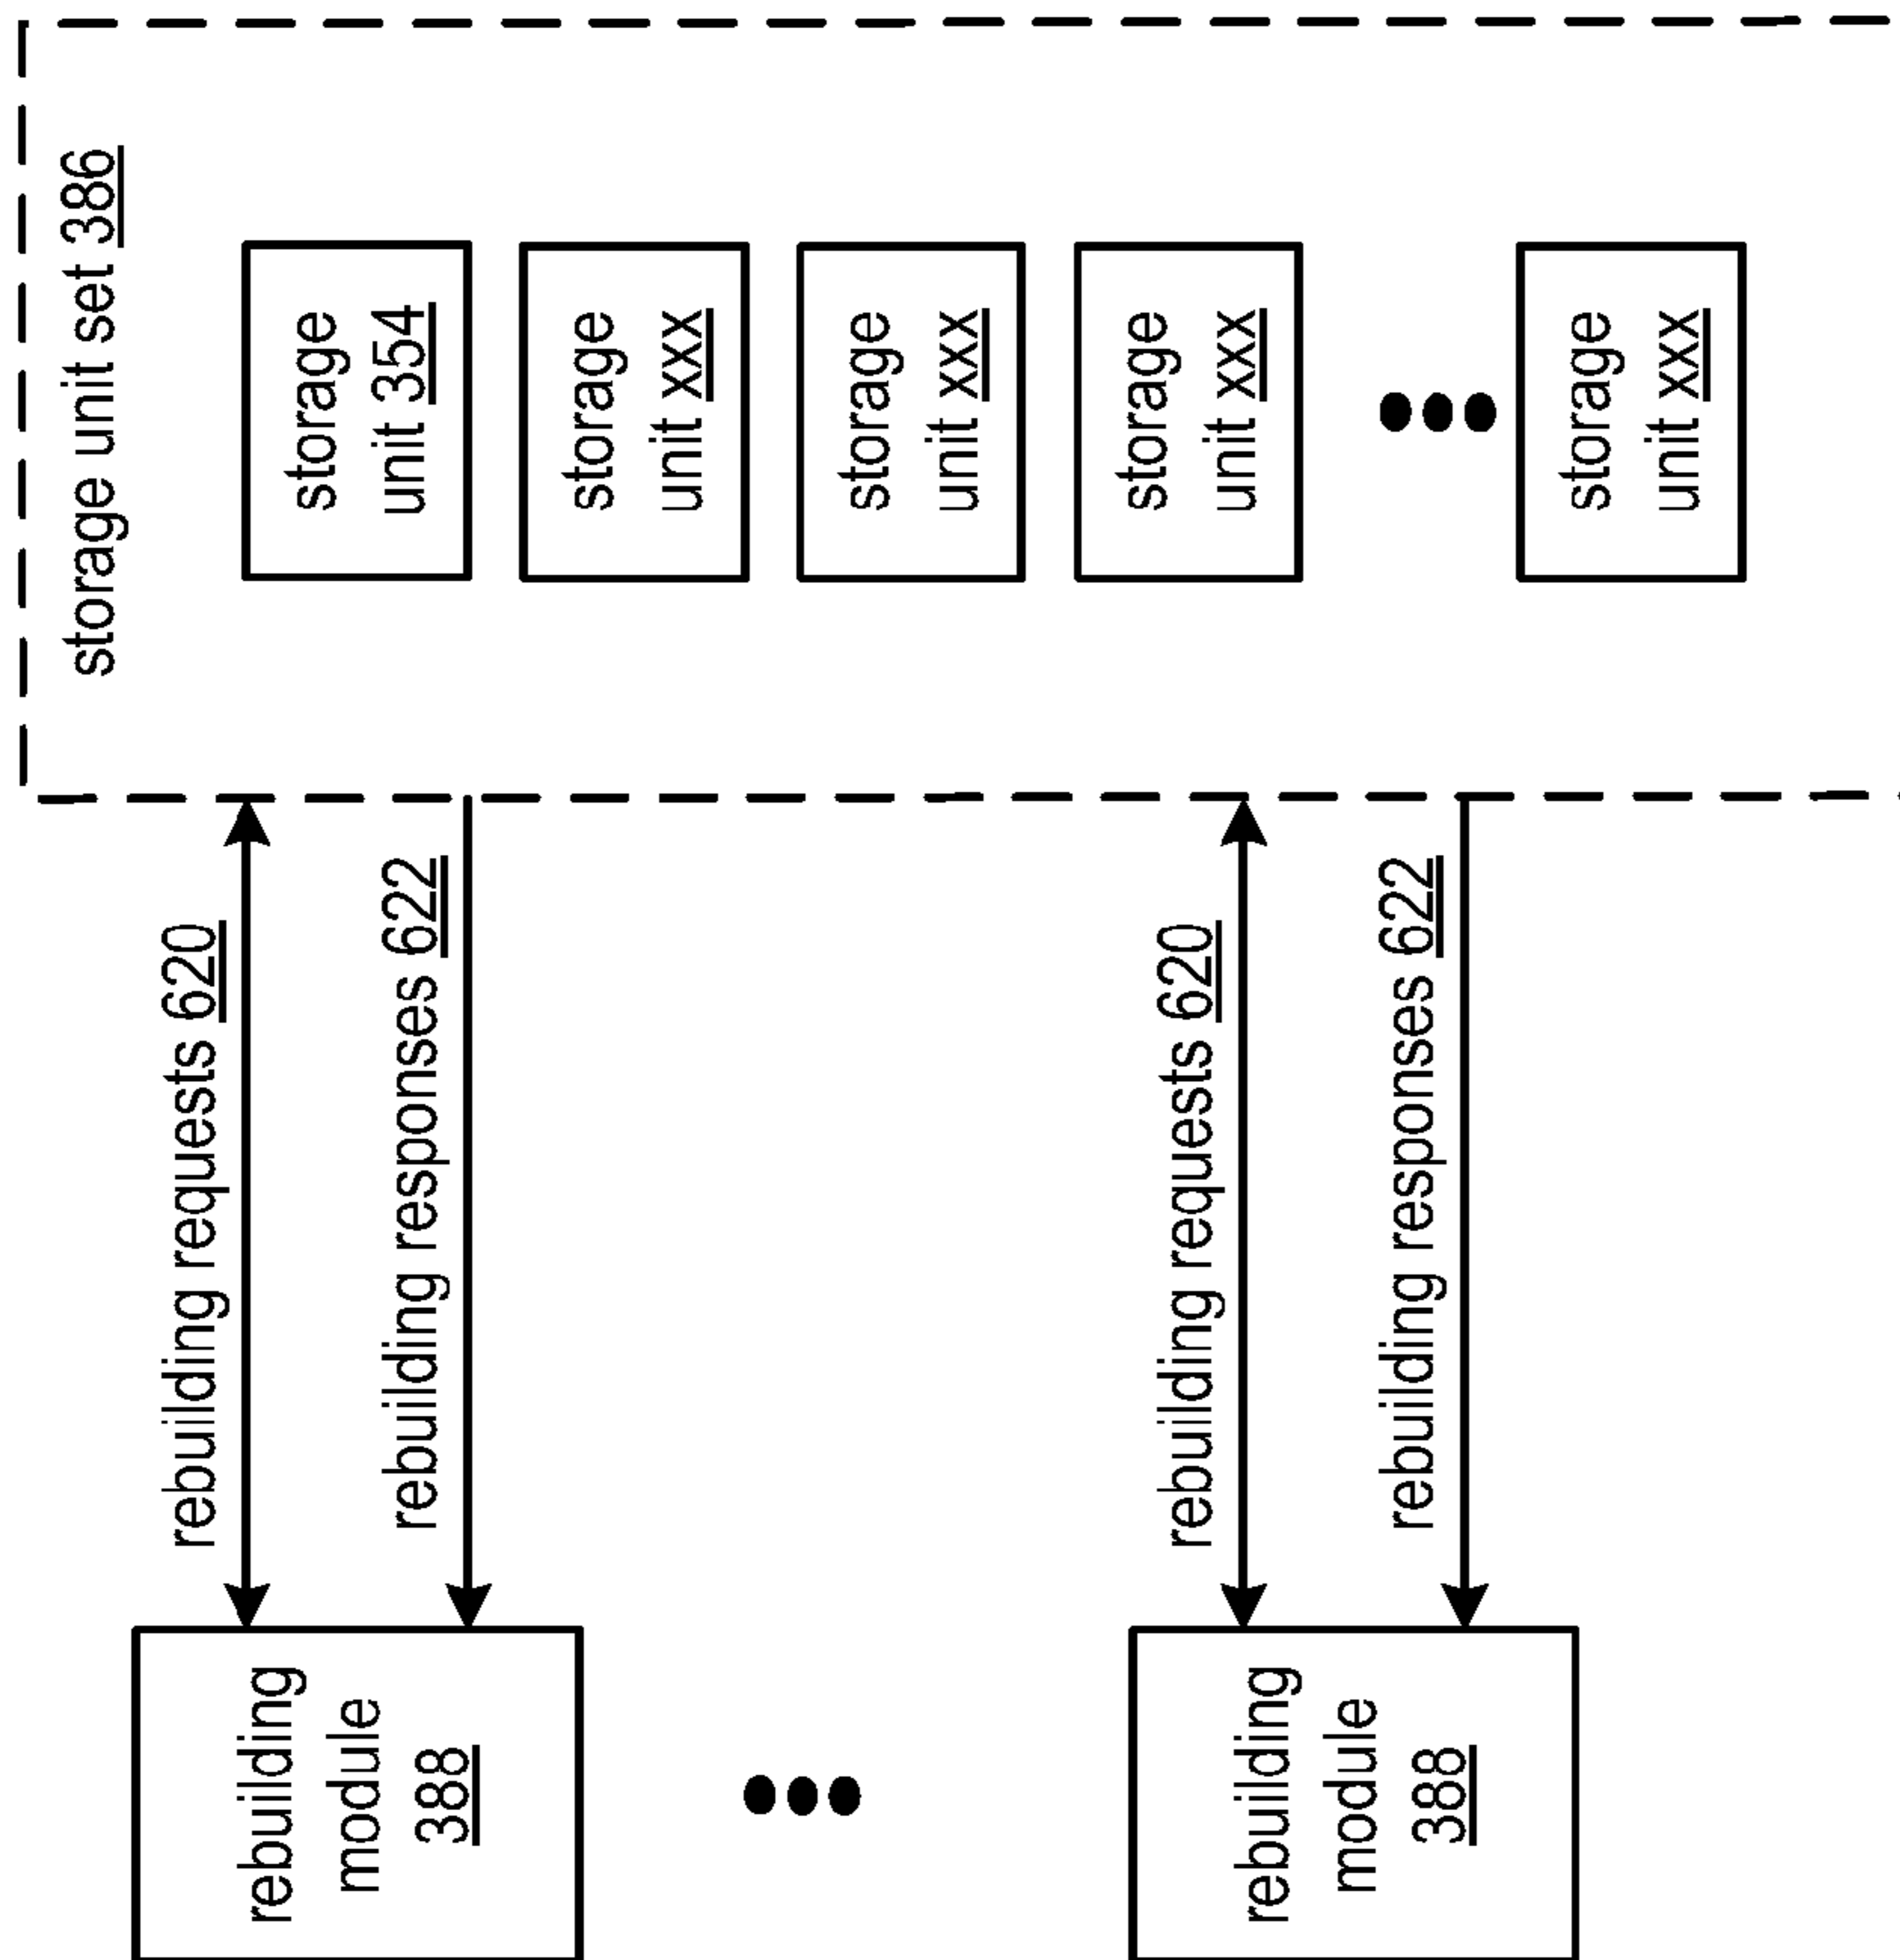 storage unit set 386
storage
unit 354
storage
unit xxx
storage
unit xxx
storage
unit xxx
storage
unit xxx
rebuilding requests 620
rebuilding responses 622
rebuilding requests 620
rebuilding responses 622
rebuilding
module
388
rebuilding
module
388